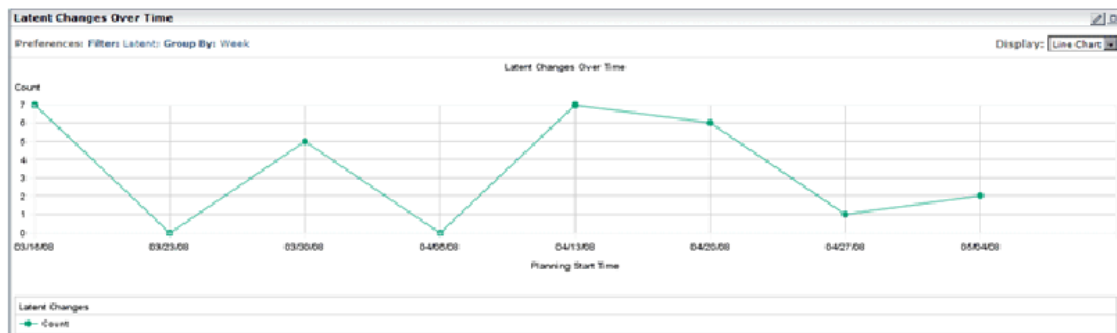 Latent Changes Over Time
Preferences: Filter: Latent; Group By: Week
Display: Line Chart
Latent Changes Over Time
Count
7
6
5
4
3
2
1
0
03/16/08 03/23/08 03/30/08 04/06/08 04/13/08 04/20/08 04/27/08 05/04/08
Planning Start Time
Latent Changes
Count